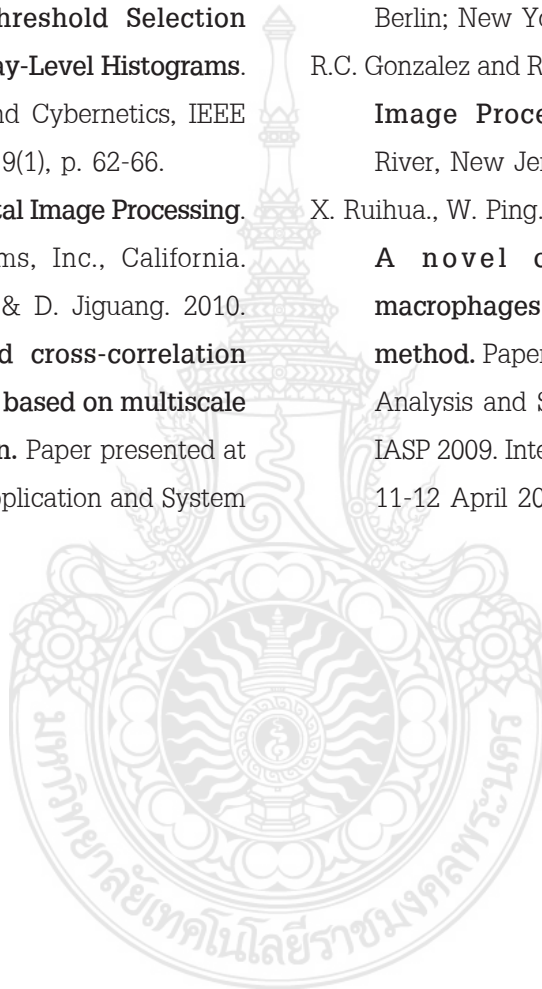 hreshold Selection
ay-Level Histograms.
nd Cybernetics, IEEE
9(1), p. 62-66.
tal Image Processing.
ms, Inc., California.
& D. Jiguang. 2010.
d cross-correlation
based on multiscale
n. Paper presented at
pplication and System
Berlin; New Yo
R.C. Gonzalez and R
Image Proce
River, New Jer
X. Ruihua., W. Ping.
A novel c
macrophages
method. Paper
Analysis and S
IASP 2009. Inte
11-12 April 20
มหาวิทยาลัยเทคโนโลยีราชมงคลพระนคร